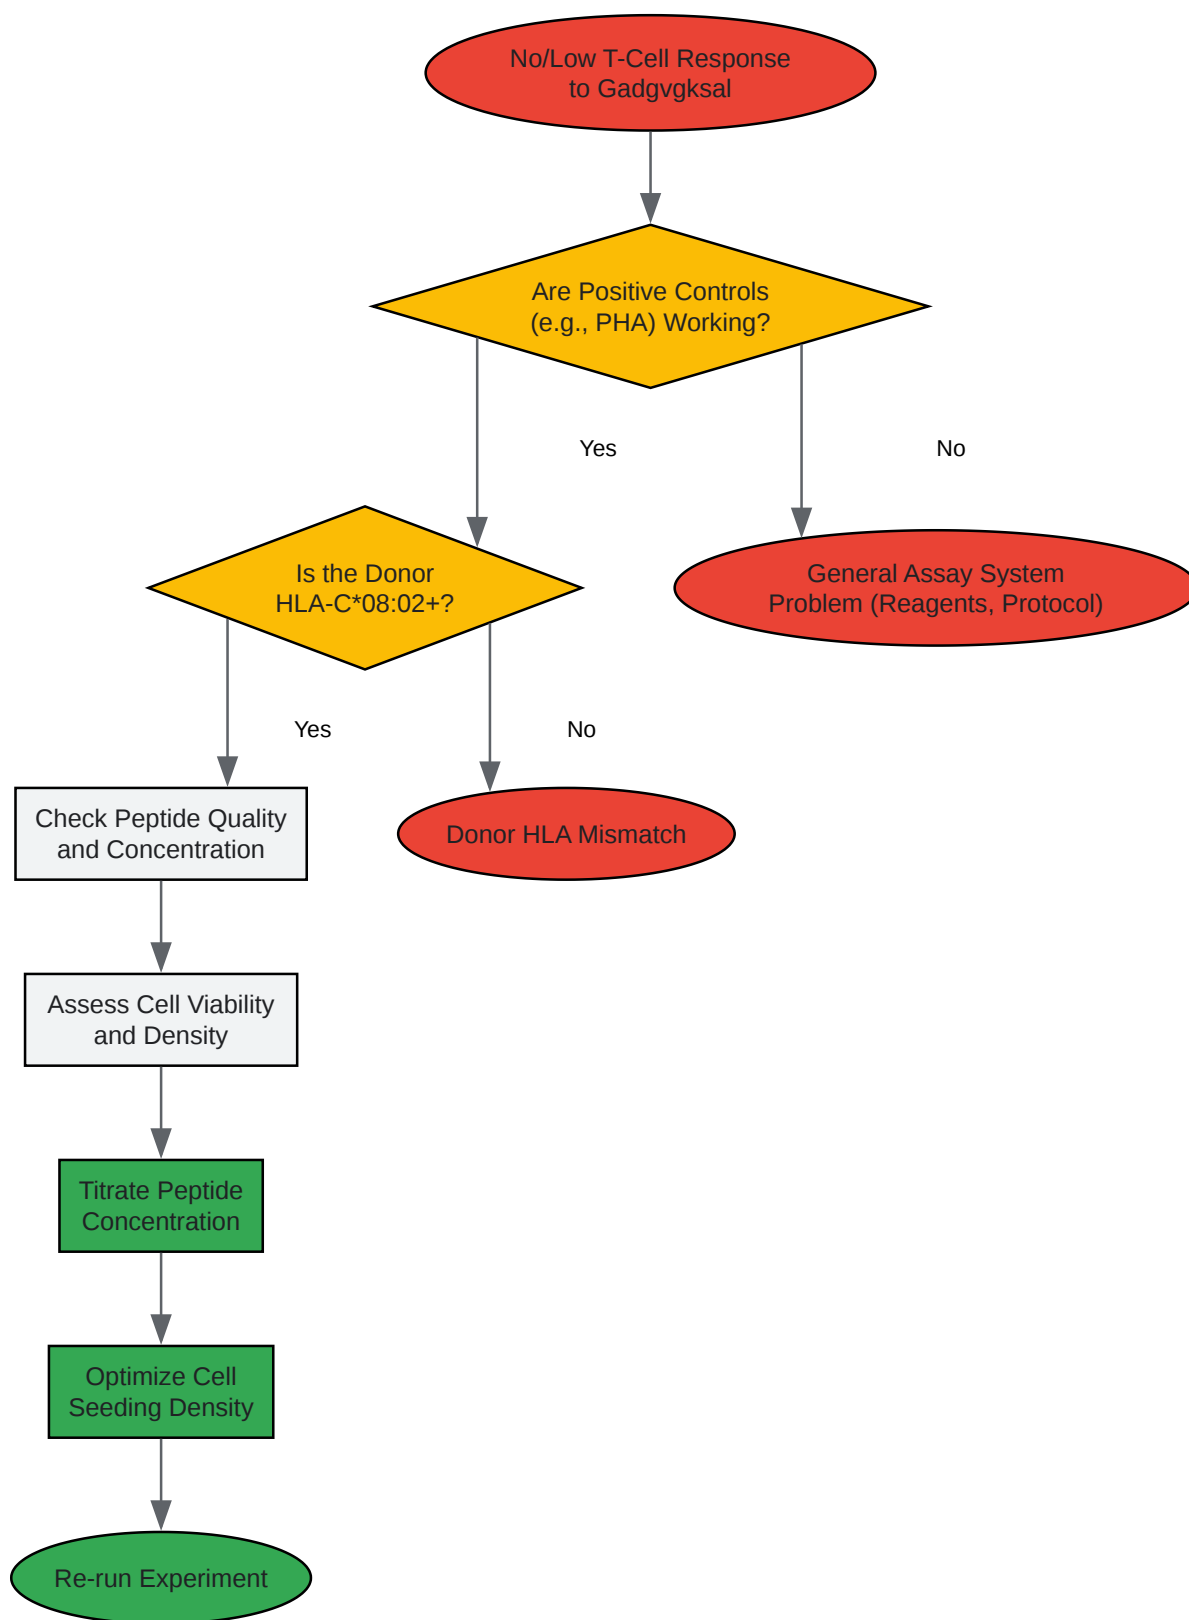 No/Low T-Cell Response
to Gadgvgksal
Are Positive Controls
(e.g., PHA) Working?
Yes
No
Is the Donor
HLA-C*08:02+?
General Assay System
Problem (Reagents, Protocol)
Yes
No
Check Peptide Quality
and Concentration
Donor HLA Mismatch
Assess Cell Viability
and Density
Titrate Peptide
Concentration
Optimize Cell
Seeding Density
Re-run Experiment